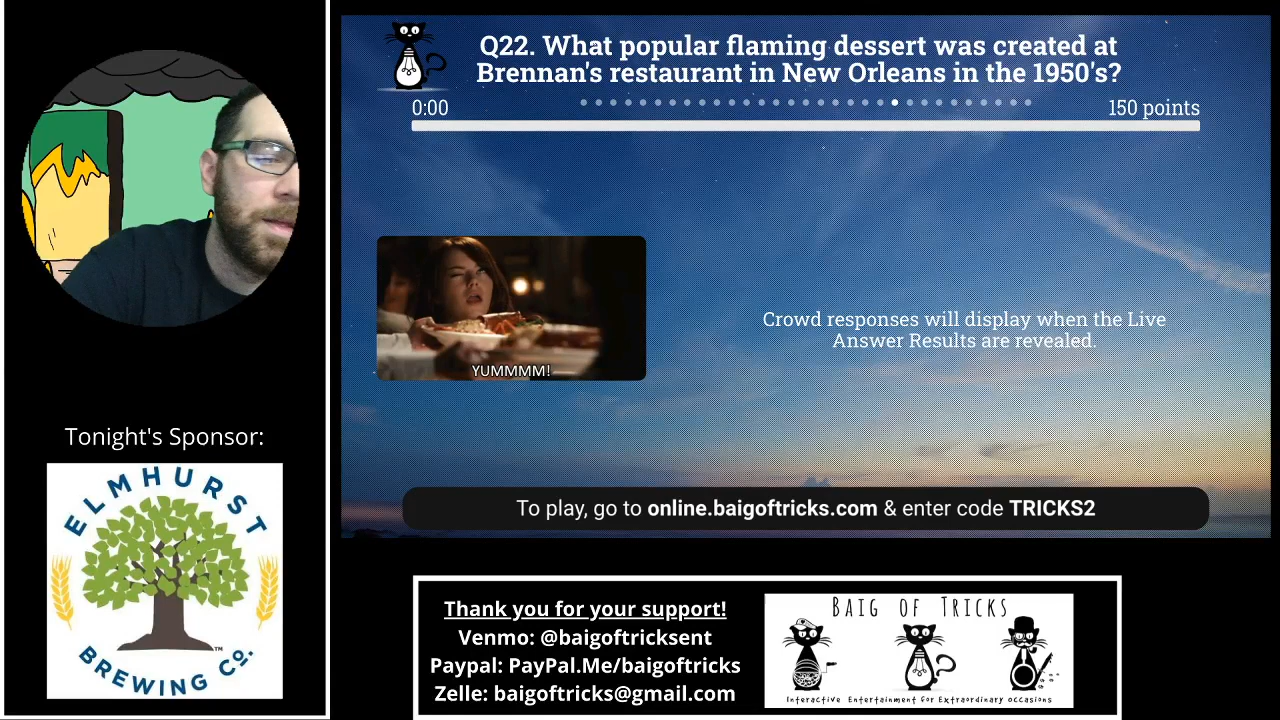 Q22. What popular flaming dessert was created at
Brennan's restaurant in New Orleans in the 1950's?
0:00
150 points
YUMMMM!
Crowd responses will display when the Live
Answer Results are revealed.
To play, go to online.baigoftricks.com & enter code TRICKS2
Tonight's Sponsor:
ELMHURST
BREWING CO.
TM
Thank you for your support!
Venmo: @baigoftricksent
Paypal: PayPal.Me/baigoftricks
Zelle: baigoftricks@gmail.com
BAIG OF TRICKS
Interactive Entertainment for Extraordinary occasions